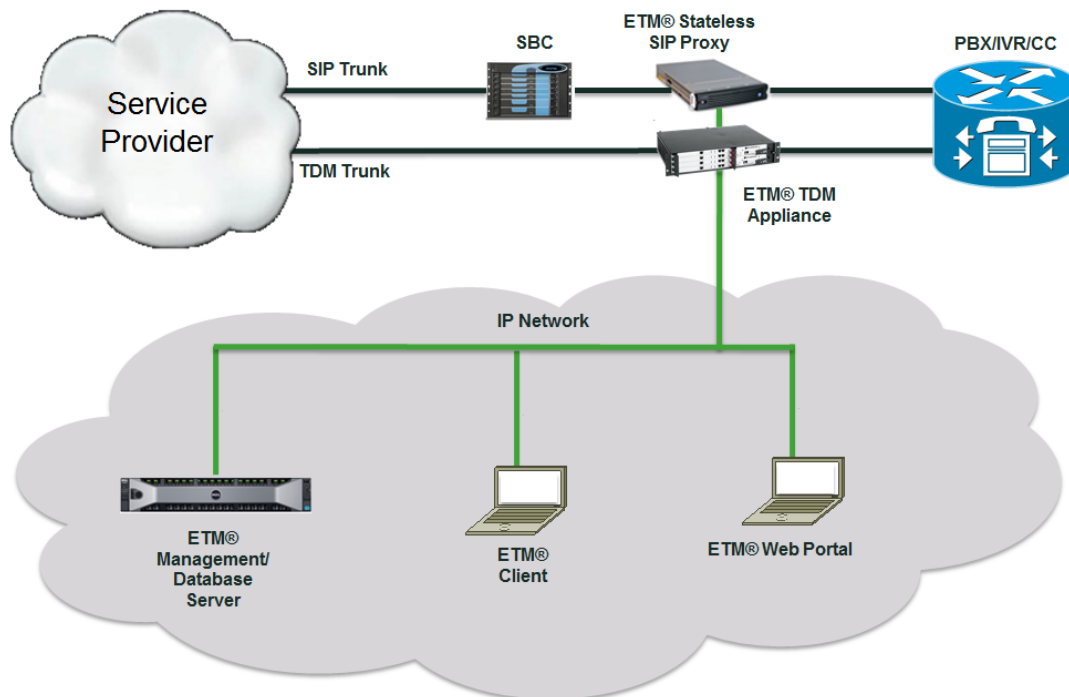 ETM® Stateless
SIP Proxy
SBC
PBX/IVR/CC
SIP Trunk
Service
Provider
TDM Trunk
ETM® TDM
Appliance
IP Network
ETM®
Management/
Database
Server
ETM®
Client
ETM® Web Portal